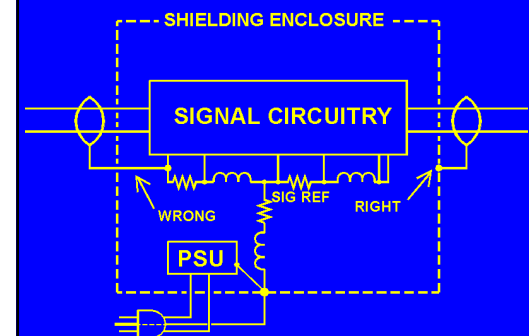 SHIELDING ENCLOSURE
SIGNAL CIRCUITRY
SIG REF
WRONG
RIGHT
PSU